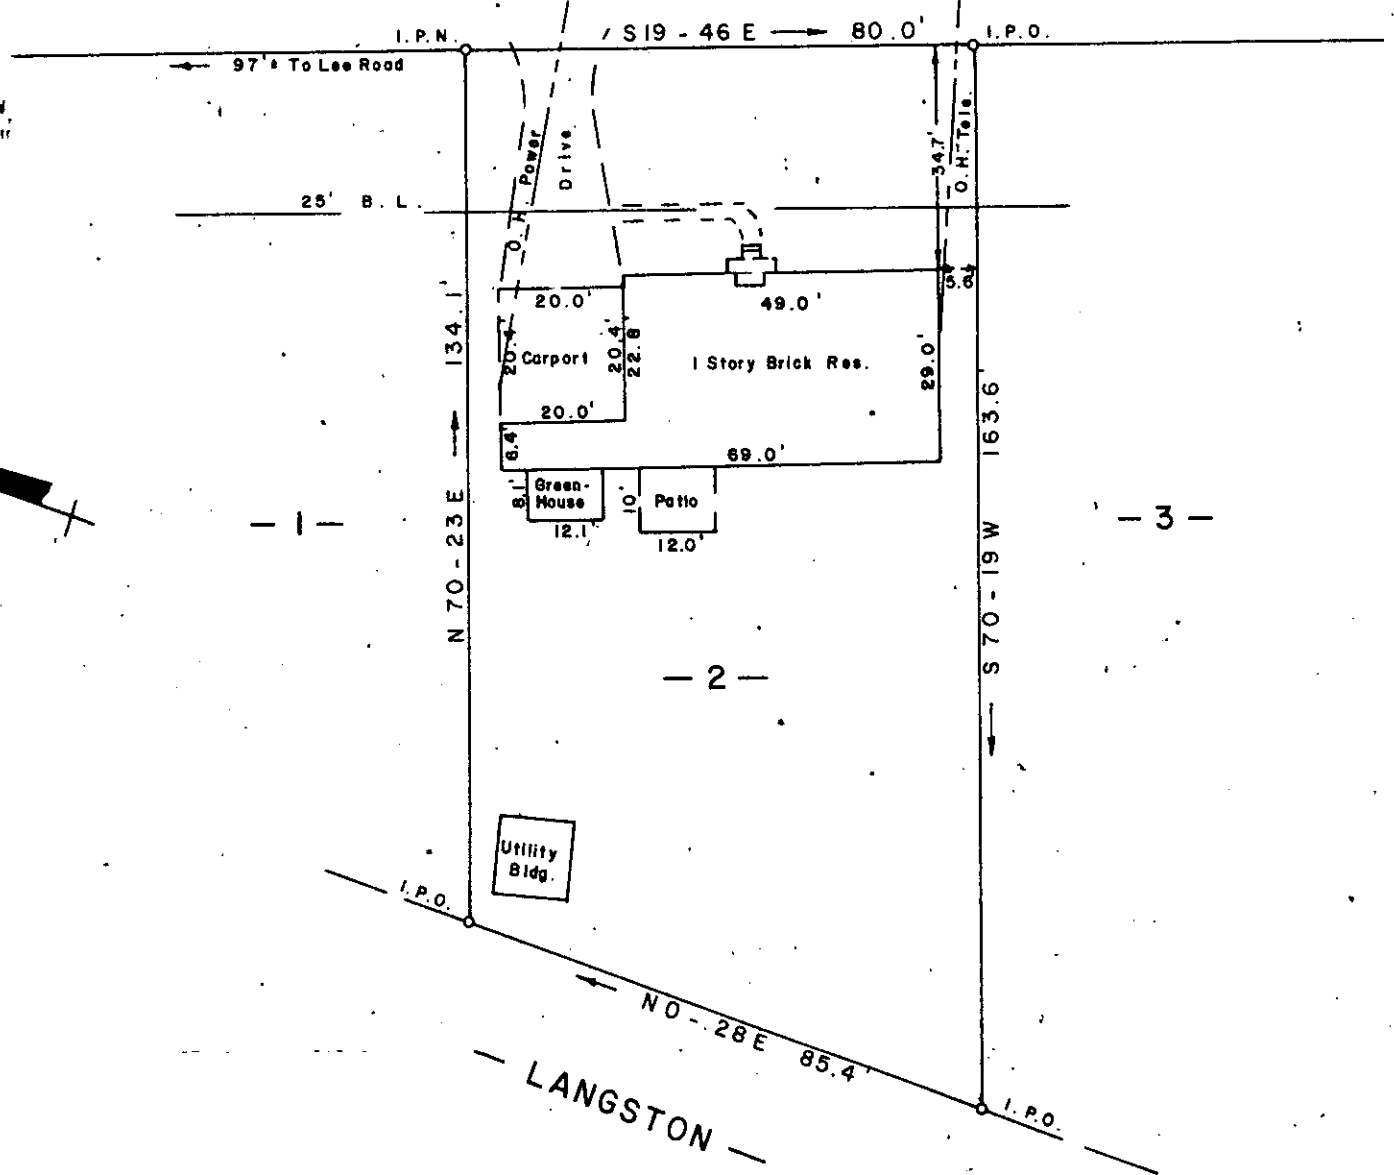 I.P.N.
S 19 - 46 E 80.0'
I.P.O.
97'± To Lee Road
O. H. Power
Drive
34.7'
O. H. Tele.
25' B. L.
5.6'
20.0'
49.0'
134.1'
20.4'
Carport
20.4'
22.8'
1 Story Brick Res.
29.0'
163.6'
20.0'
6.4'
69.0'
8.1'
Green-
House
10'
Patio
12.1'
12.0'
- 1 -
N 70 - 23 E
- 3 -
S 70 - 19 W
- 2 -
Utility
Bldg.
I.P.O.
N 0 - 28 E 85.4'
- LANGSTON -
I.P.O.